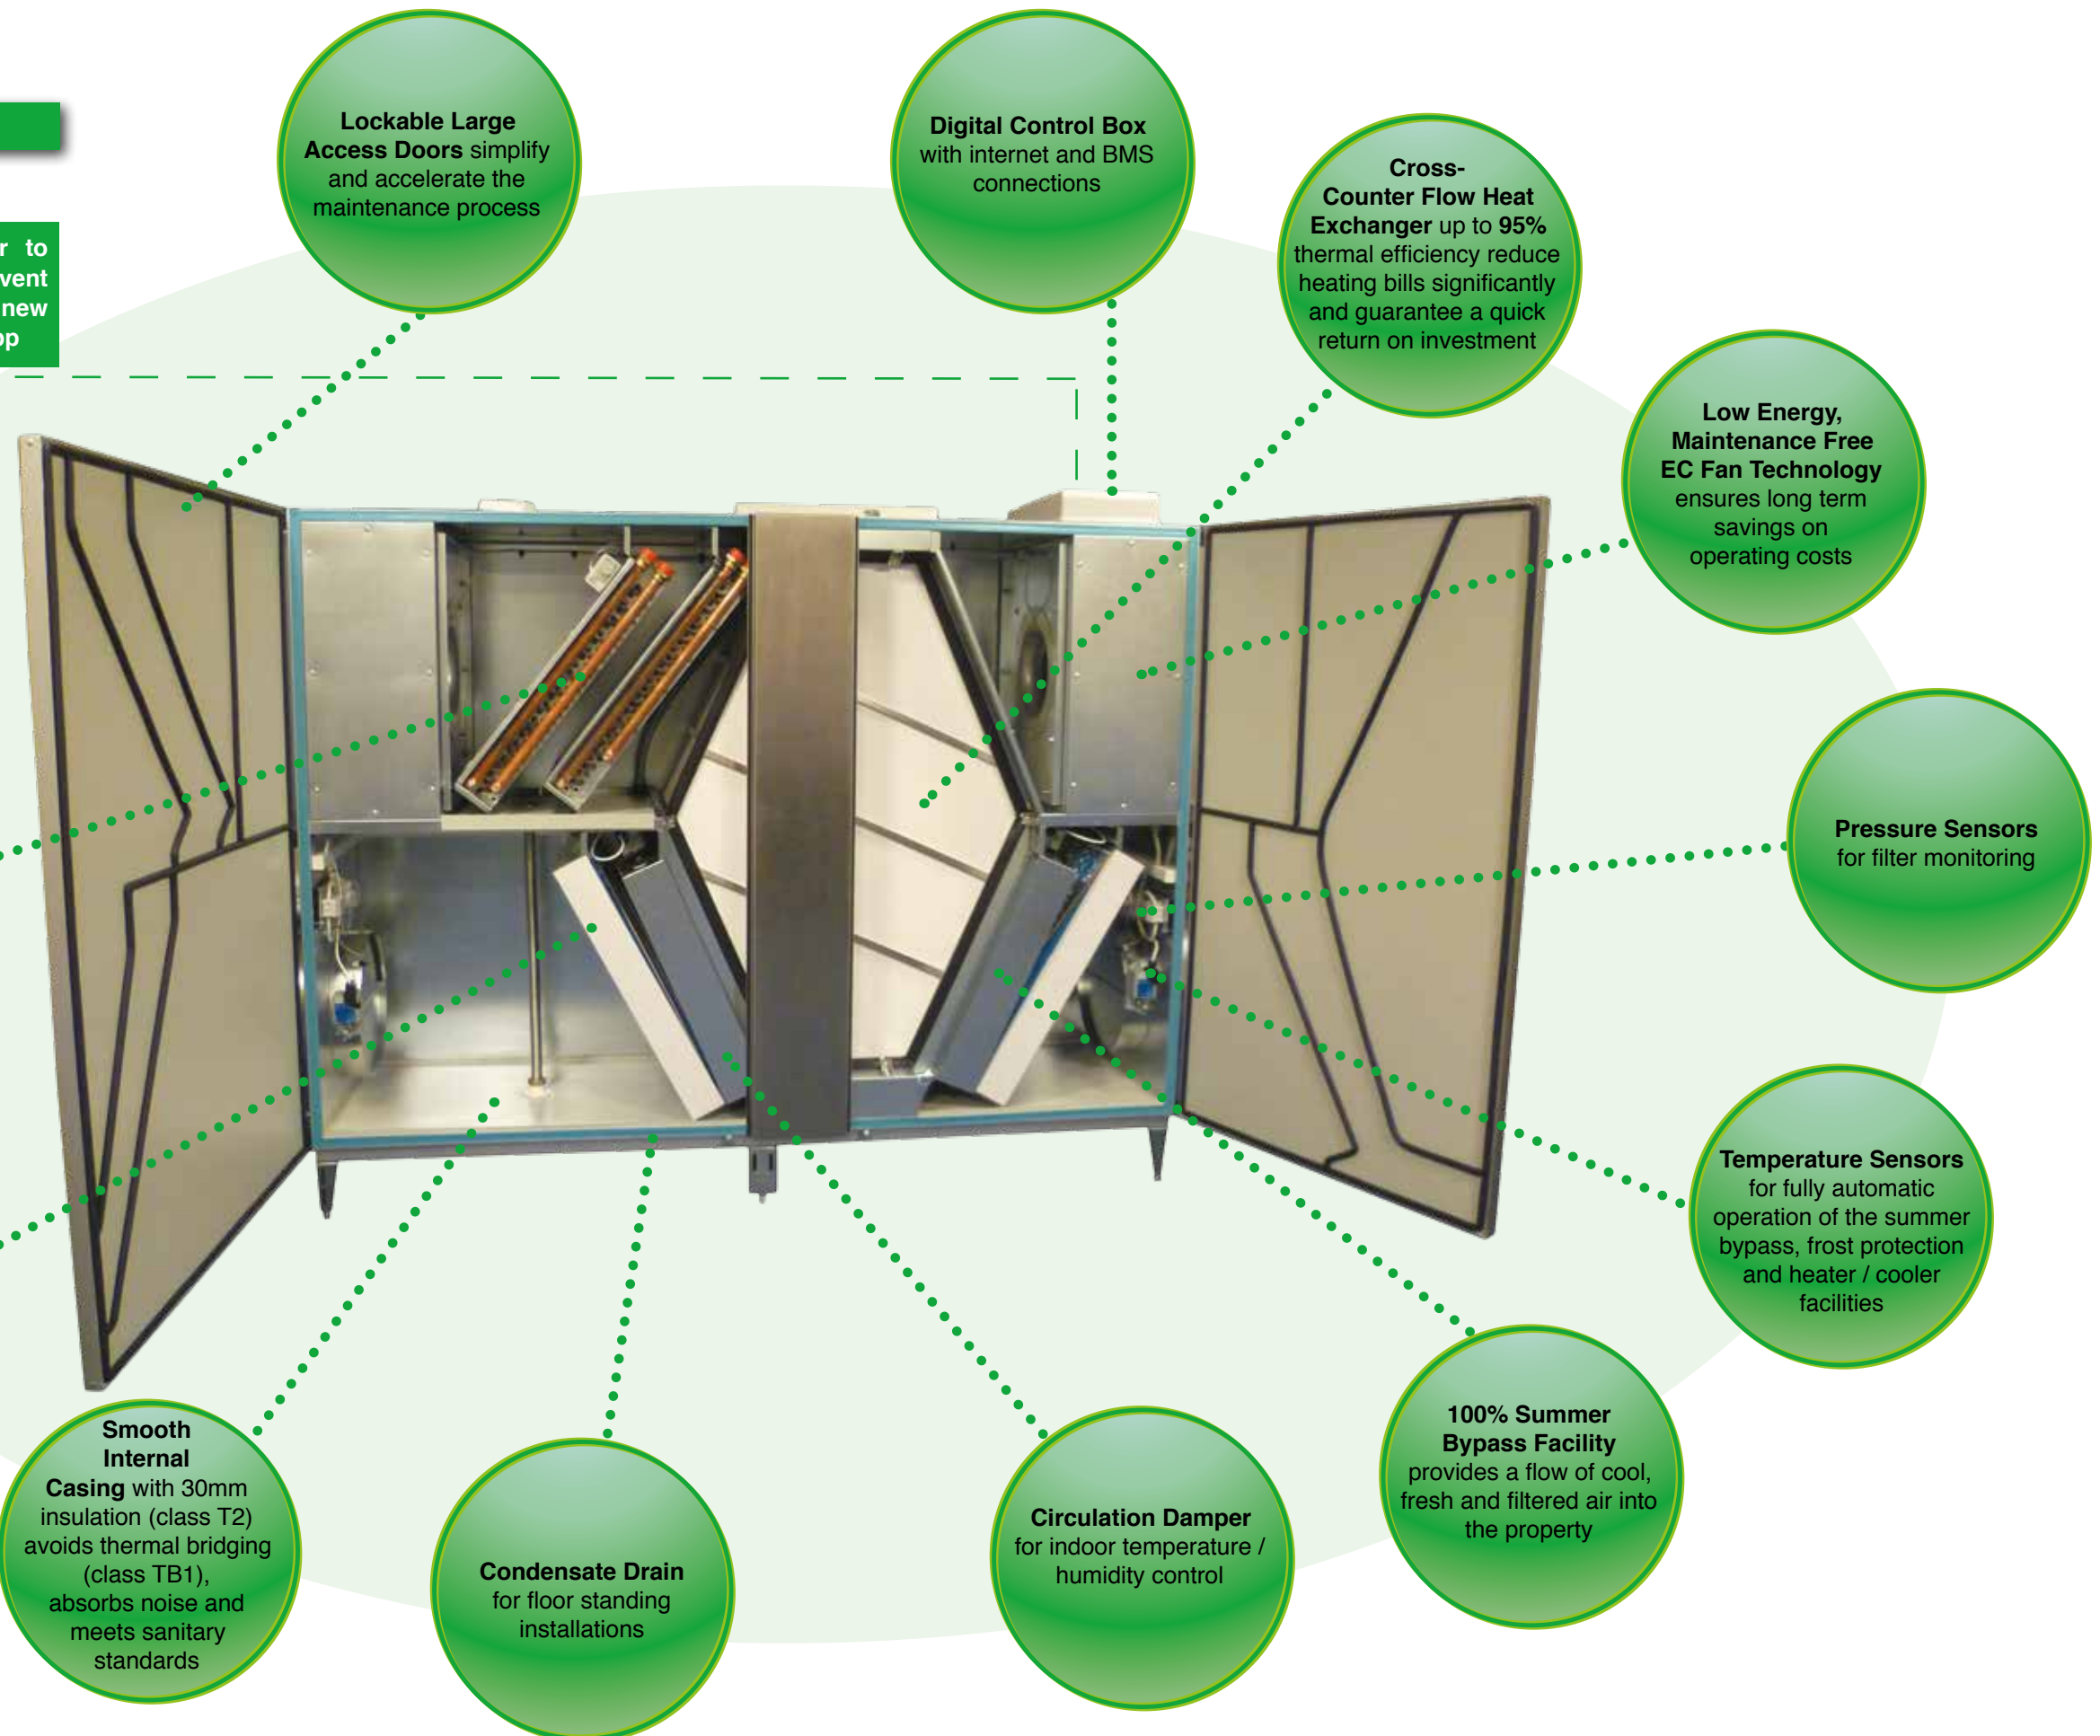 r to
vent
new
op
Lockable Large
Access Doors simplify
and accelerate the
maintenance process
Digital Control Box
with internet and BMS
connections
Cross-
Counter Flow Heat
Exchanger up to 95%
thermal efficiency reduce
heating bills significantly
and guarantee a quick
return on investment
Low Energy,
Maintenance Free
EC Fan Technology
ensures long term
savings on
operating costs
Pressure Sensors
for filter monitoring
Temperature Sensors
for fully automatic
operation of the summer
bypass, frost protection
and heater / cooler
facilities
100% Summer
Bypass Facility
provides a flow of cool,
fresh and filtered air into
the property
Circulation Damper
for indoor temperature /
humidity control
Condensate Drain
for floor standing
installations
Smooth
Internal
Casing with 30mm
insulation (class T2)
avoids thermal bridging
(class TB1),
absorbs noise and
meets sanitary
standards